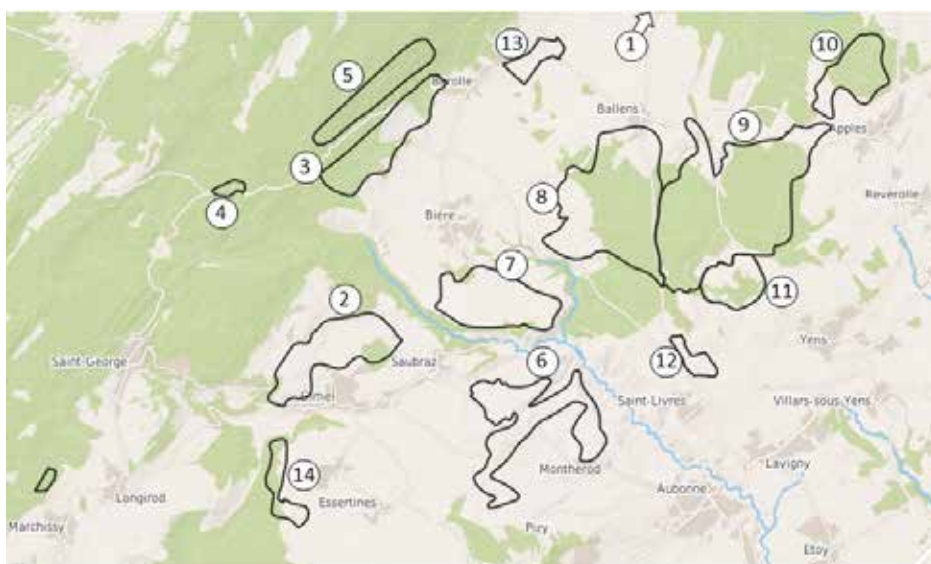 13
1
10
5
Berolle
Ballens
9
Apples
3
4
8
Reverolle
Bière
7
11
2
Saint-George
Saubraz
6
12
Yens
Gimel
Saint-Livres
Villars-sous-Yens
14
Montherod
Lavigny
Longirod
Essertines
Aubonne
Marchissy
Pizy
Etoy